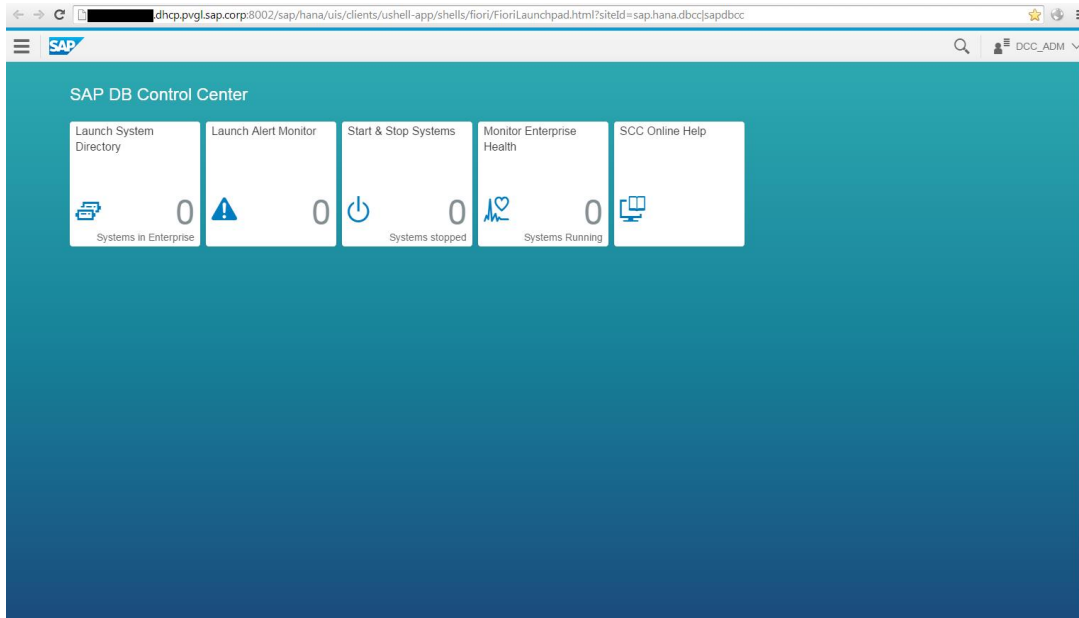 .dhcp.pvgl.sap.corp:8002/sap/hana/uis/clients/ushell-app/shells/fiori/FioriLaunchpad.html?siteId=sap.hana.dbcc|sapdbcc
SAP
DCC_ADM
SAP DB Control Center
Launch System
Directory
0
Systems in Enterprise
Launch Alert Monitor
0
Start & Stop Systems
0
Systems stopped
Monitor Enterprise
Health
0
Systems Running
SCC Online Help